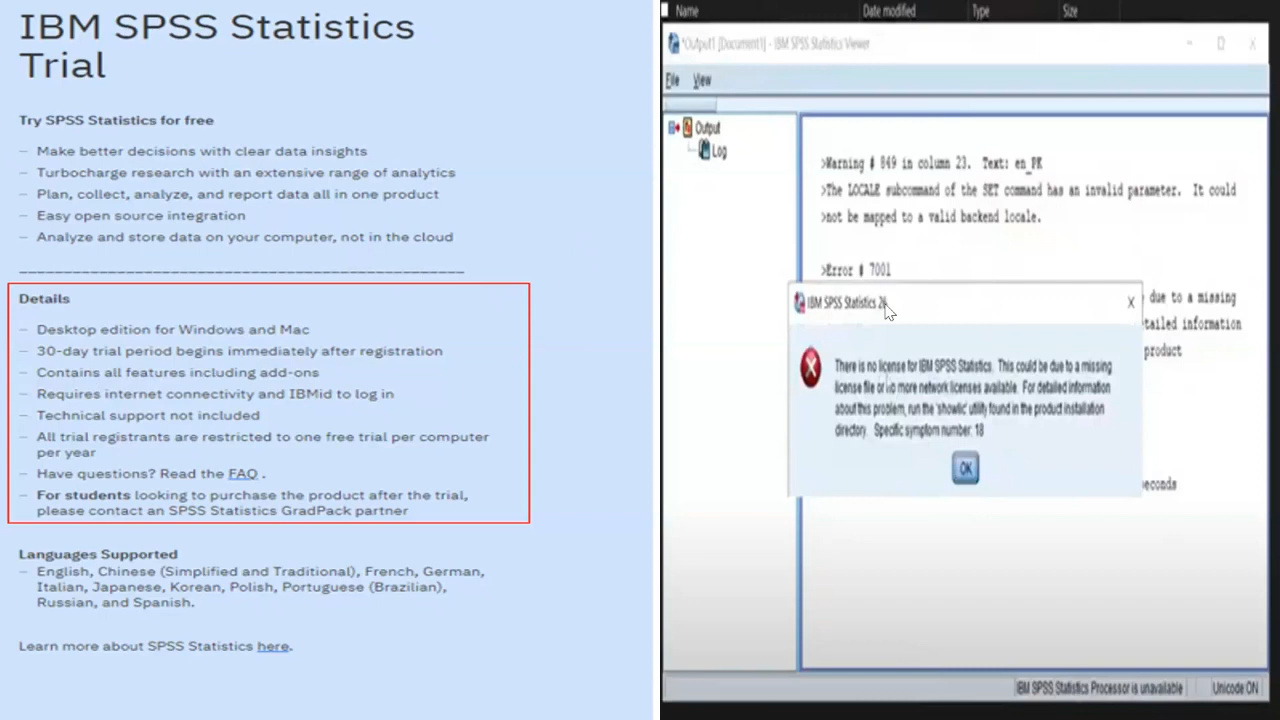 IBM SPSS Statistics
Trial
Try SPSS Statistics for free
– Make better decisions with clear data insights
– Turbocharge research with an extensive range of analytics
– Plan, collect, analyze, and report data all in one product
– Easy open source integration
– Analyze and store data on your computer, not in the cloud
Details
– Desktop edition for Windows and Mac
– 30-day trial period begins immediately after registration
– Contains all features including add-ons
– Requires internet connectivity and IBMid to log in
– Technical support not included
– All trial registrants are restricted to one free trial per computer
per year
– Have questions? Read the FAQ .
– For students looking to purchase the product after the trial,
please contact an SPSS Statistics GradPack partner
Languages Supported
– English, Chinese (Simplified and Traditional), French, German,
Italian, Japanese, Korean, Polish, Portuguese (Brazilian),
Russian, and Spanish.
Learn more about SPSS Statistics here.
Name Date modified Type Size
*Output1 [Document1] - IBM SPSS Statistics Viewer
File View
Output
Log
>Warning # 849 in column 23. Text: en_PK
>The LOCALE subcommand of the SET command has an invalid parameter. It could
>not be mapped to a valid backend locale.
>Error # 7001
due to a missing
information
product
IBM SPSS Statistics
There is no license for IBM SPSS Statistics. This could be due to a missing
license file or no more network licenses available. For detailed information
about this problem, run the 'showlic' utility found in the product installation
directory. Specific symptom number: 18
OK
IBM SPSS Statistics Processor is unavailable Unicode:ON